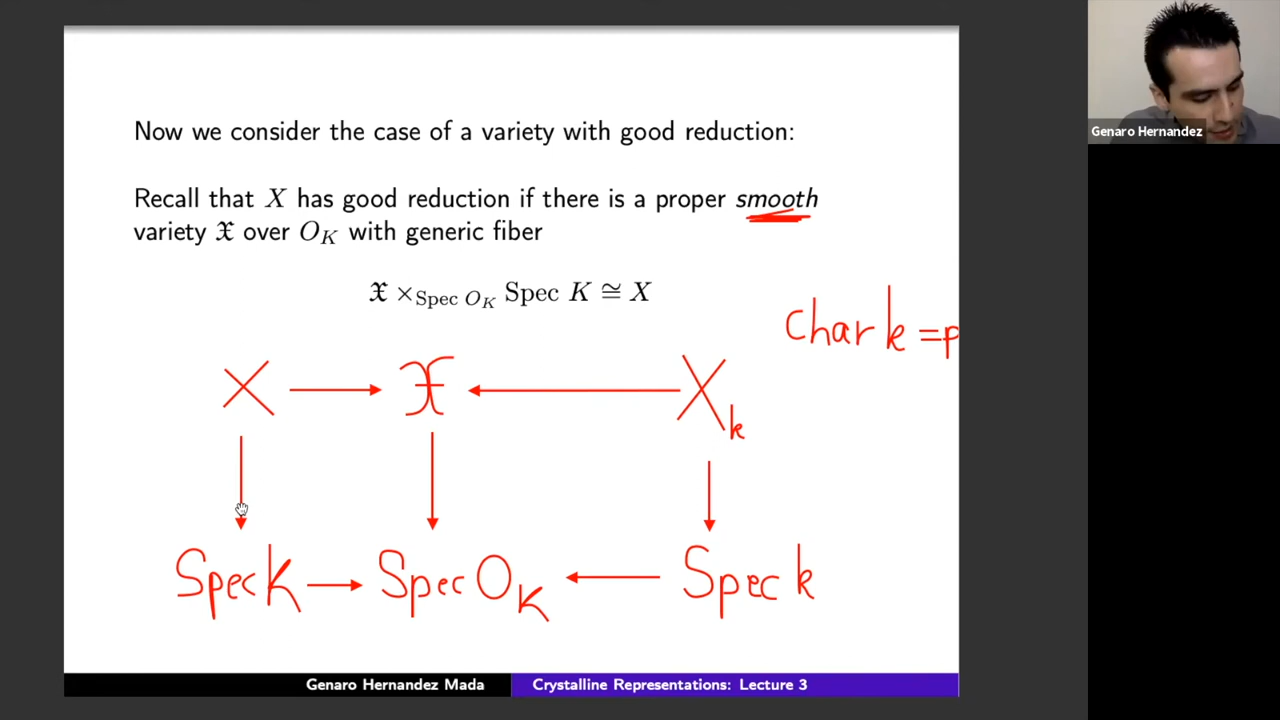 Now we consider the case of a variety with good reduction:
Recall that X has good reduction if there is a proper smooth
variety 𝔛 over O_K with generic fiber
𝔛 ×_{Spec O_K} Spec K ≅ X
Char k = p
X → 𝔛 ← X_k
Spec K → Spec O_K ← Spec k
Genaro Hernandez Mada
Crystalline Representations: Lecture 3
Genaro Hernandez